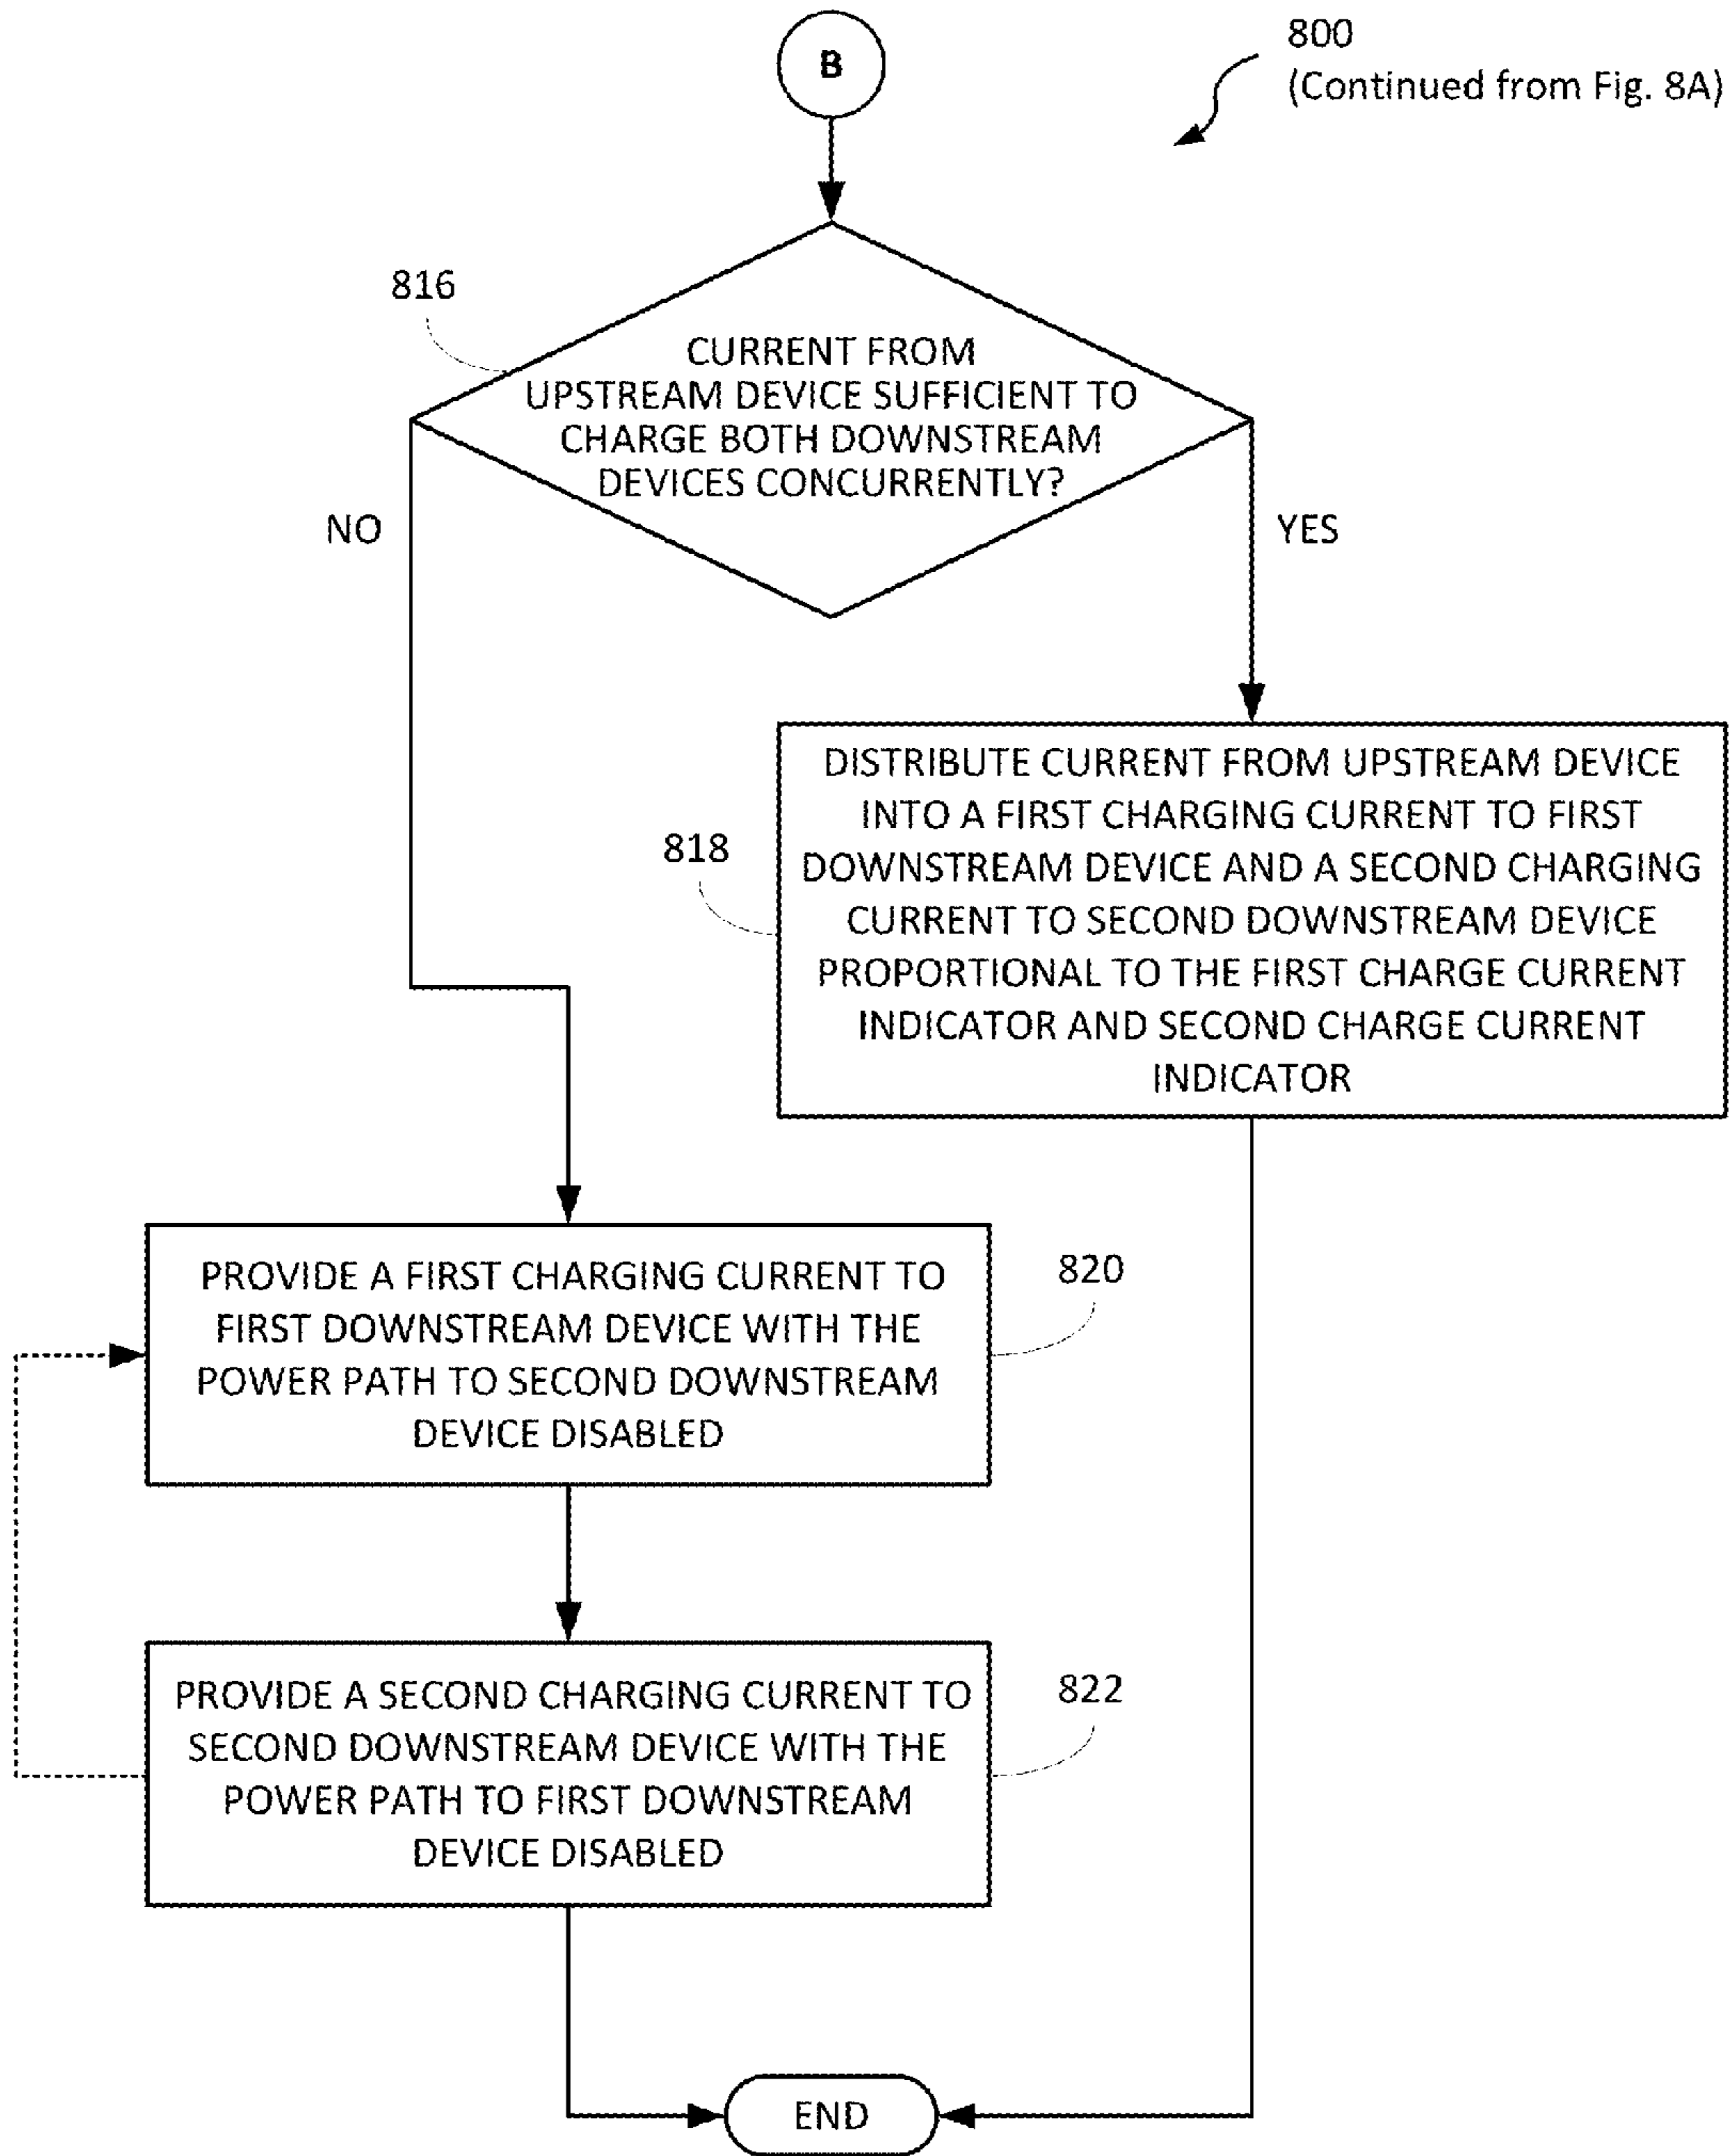 B
800
(Continued from Fig. 8A)
816
CURRENT FROM
UPSTREAM DEVICE SUFFICIENT TO
CHARGE BOTH DOWNSTREAM
DEVICES CONCURRENTLY?
NO
YES
818
DISTRIBUTE CURRENT FROM UPSTREAM DEVICE
INTO A FIRST CHARGING CURRENT TO FIRST
DOWNSTREAM DEVICE AND A SECOND CHARGING
CURRENT TO SECOND DOWNSTREAM DEVICE
PROPORTIONAL TO THE FIRST CHARGE CURRENT
INDICATOR AND SECOND CHARGE CURRENT
INDICATOR
PROVIDE A FIRST CHARGING CURRENT TO
FIRST DOWNSTREAM DEVICE WITH THE
POWER PATH TO SECOND DOWNSTREAM
DEVICE DISABLED
820
PROVIDE A SECOND CHARGING CURRENT TO
SECOND DOWNSTREAM DEVICE WITH THE
POWER PATH TO FIRST DOWNSTREAM
DEVICE DISABLED
822
END